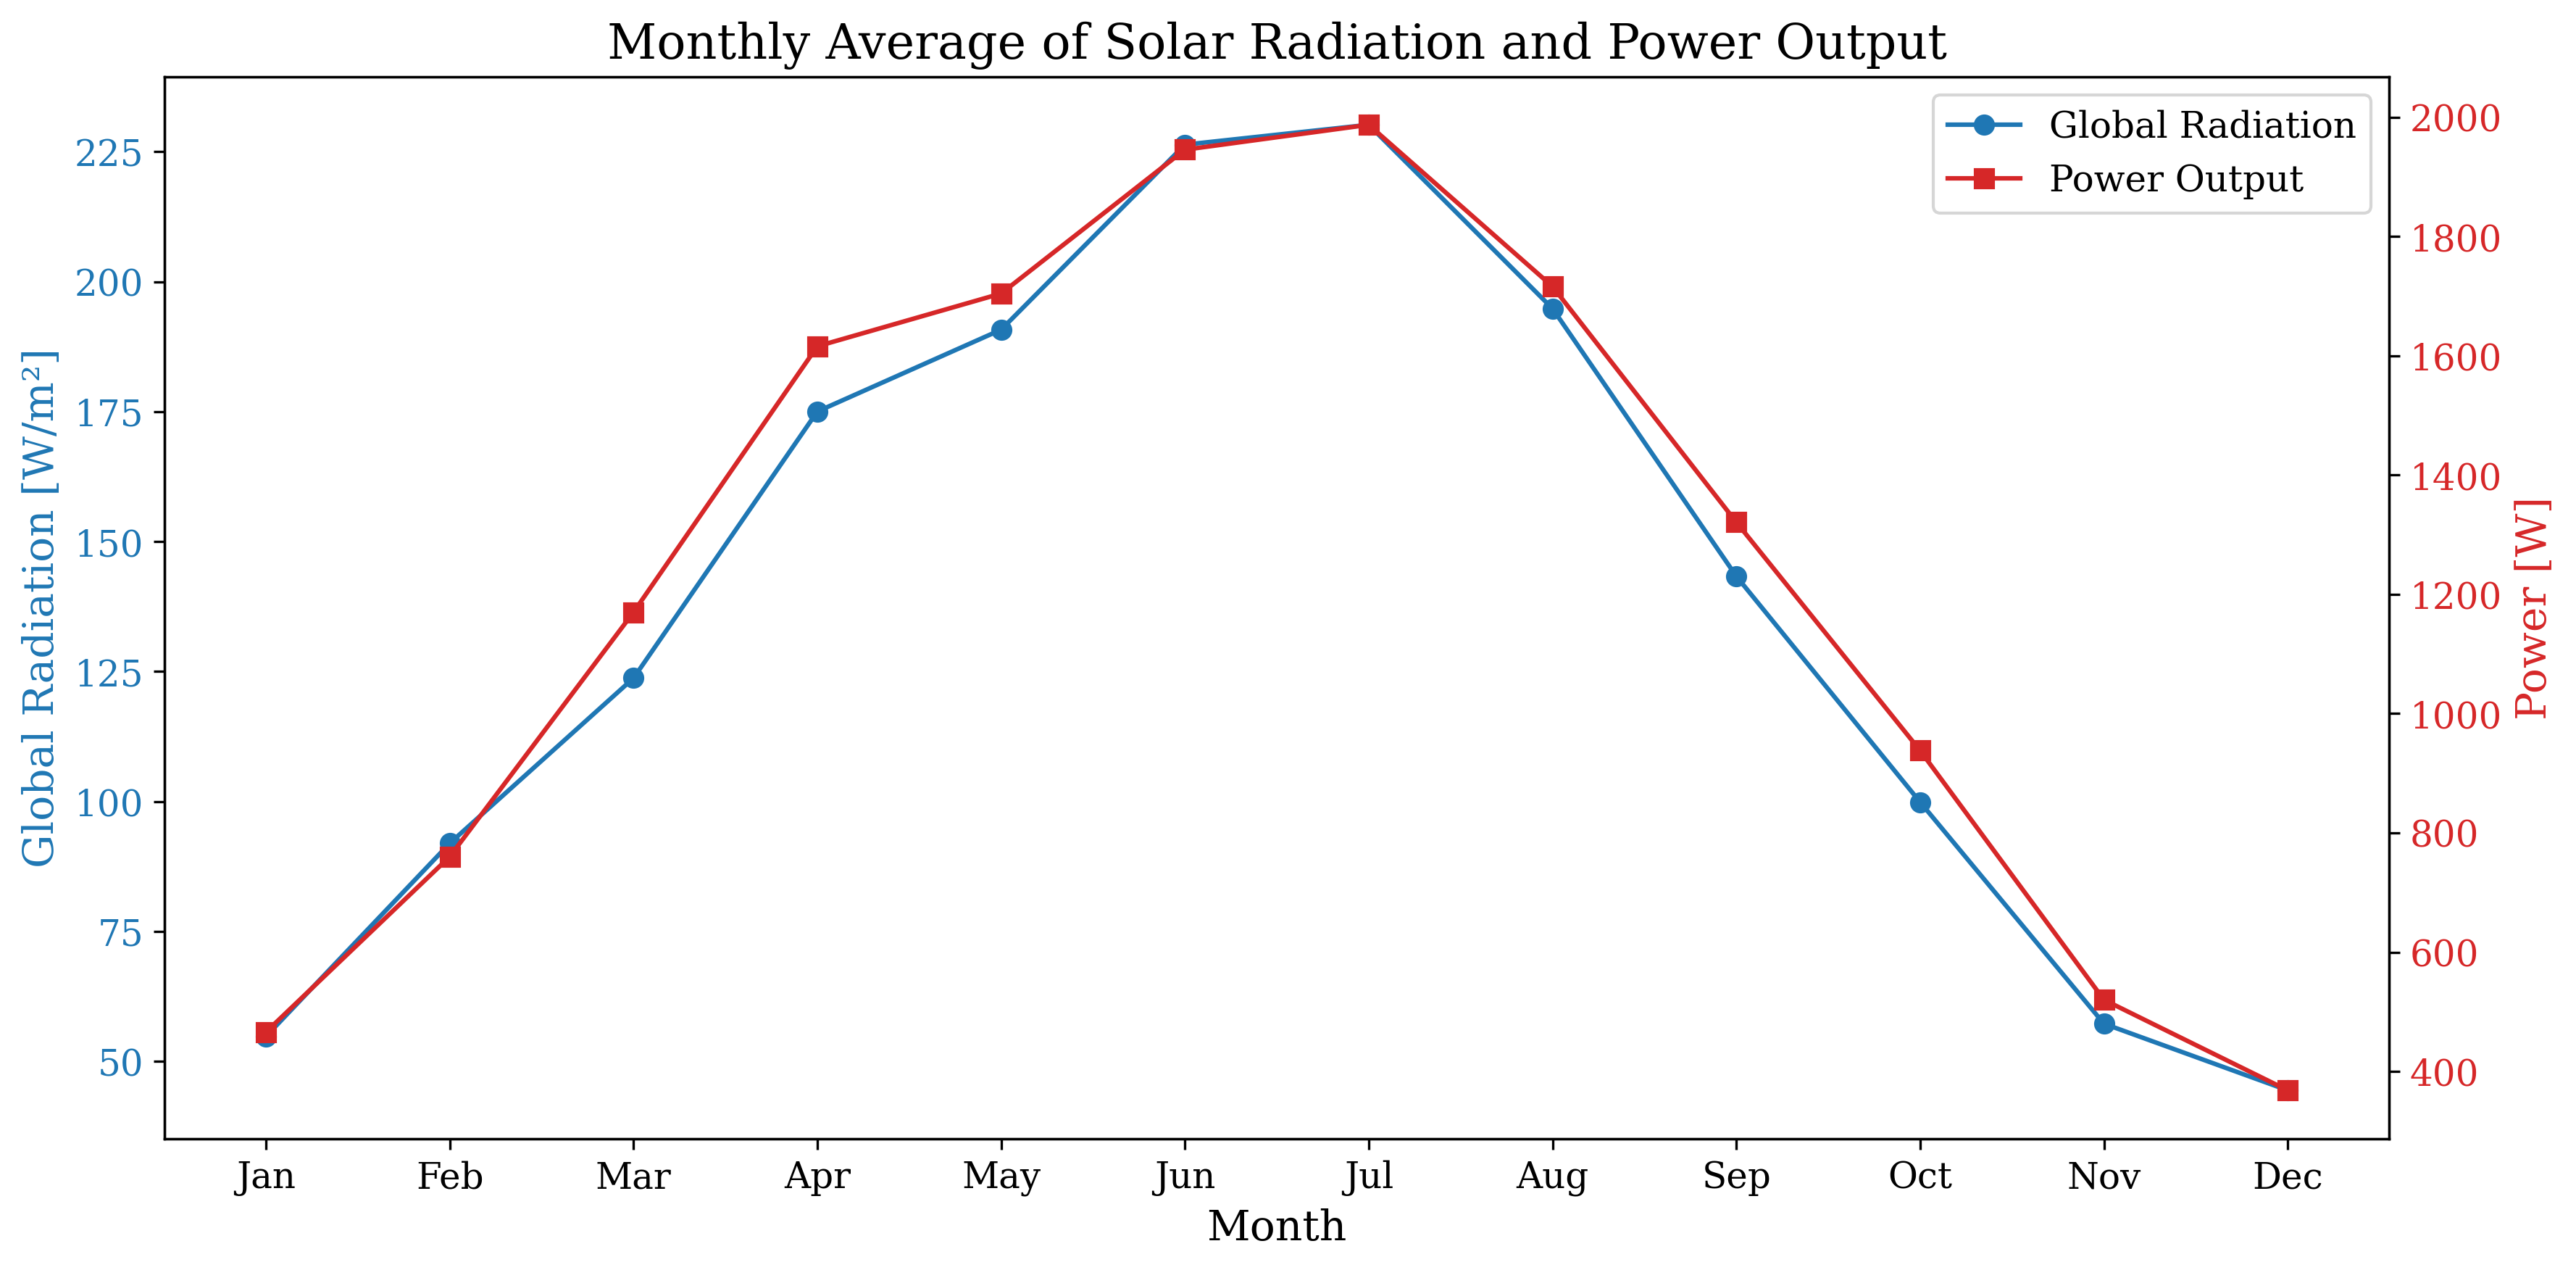 Monthly Average of Solar Radiation and Power Output
Global Radiation [W/m²]
225
200
175
150
125
100
75
50
Global Radiation
Power Output
2000
1800
1600
1400
1200
1000
800
600
400
Power [W]
Jan Feb Mar Apr May Jun Jul Aug Sep Oct Nov Dec
Month